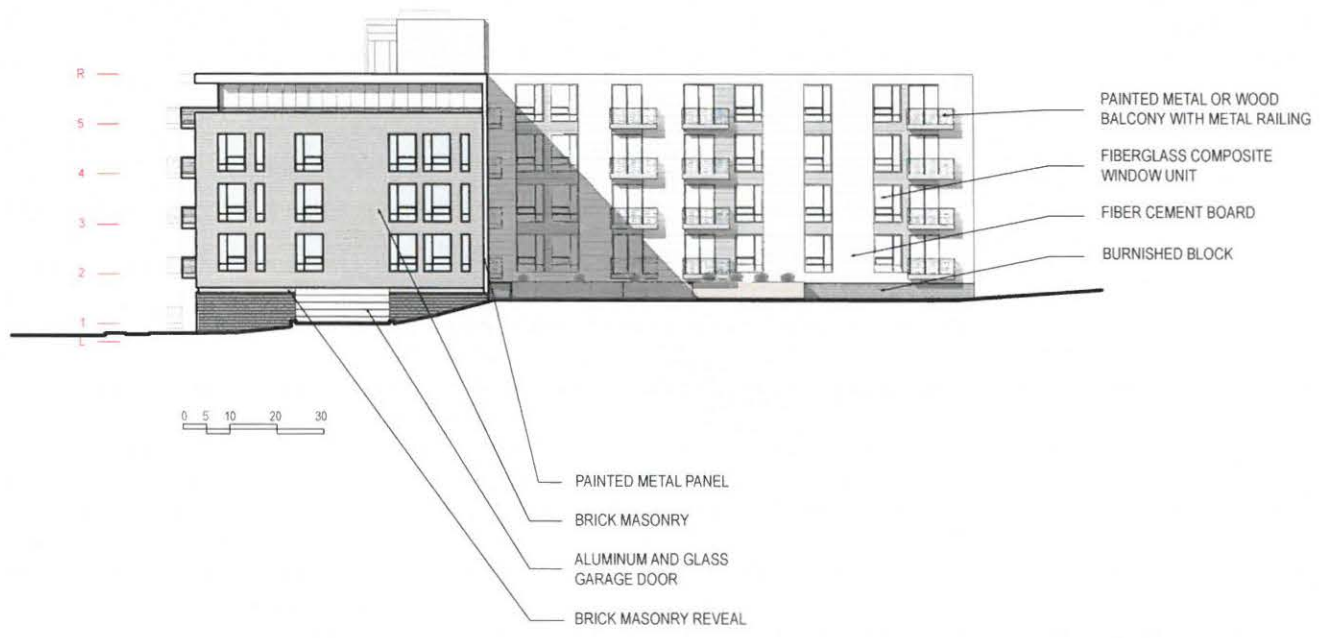 R
5
4
3
2
1
L
PAINTED METAL OR WOOD
BALCONY WITH METAL RAILING
FIBERGLASS COMPOSITE
WINDOW UNIT
FIBER CEMENT BOARD
BURNISHED BLOCK
0 5 10 20 30
PAINTED METAL PANEL
BRICK MASONRY
ALUMINUM AND GLASS
GARAGE DOOR
BRICK MASONRY REVEAL